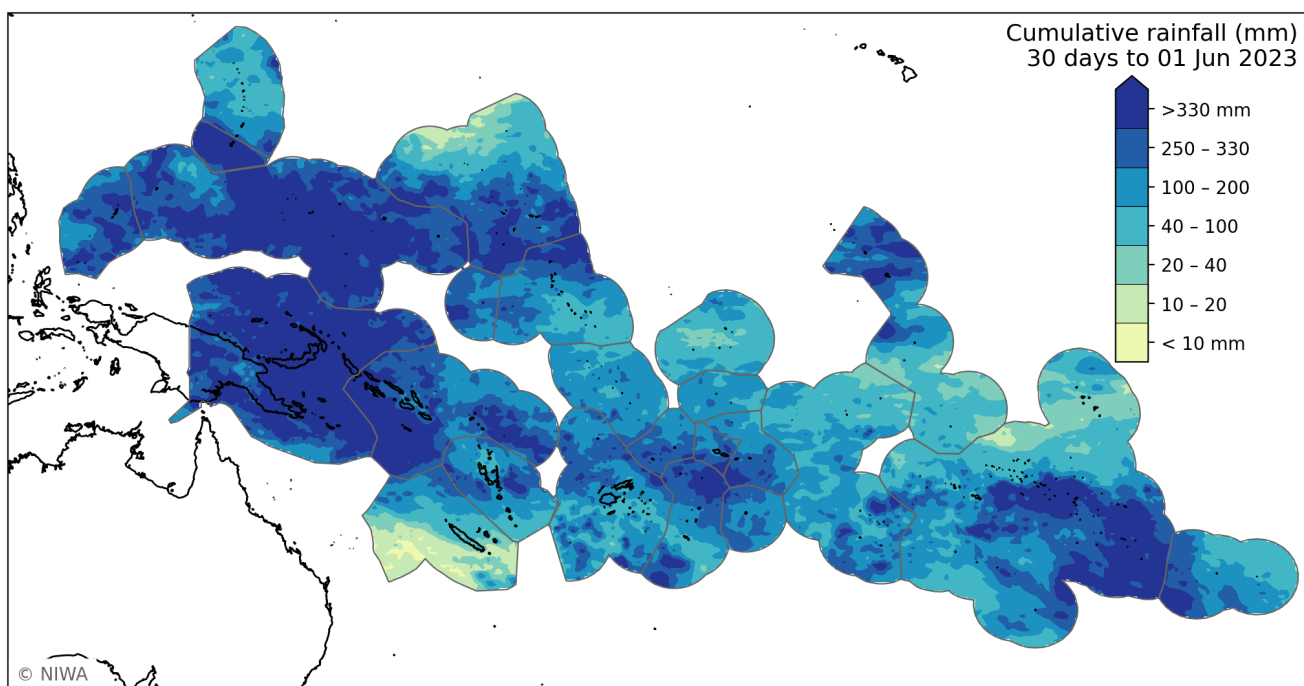 Cumulative rainfall (mm)
30 days to 01 Jun 2023
>330 mm
250 – 330
100 – 200
40 – 100
20 – 40
10 – 20
< 10 mm
© NIWA